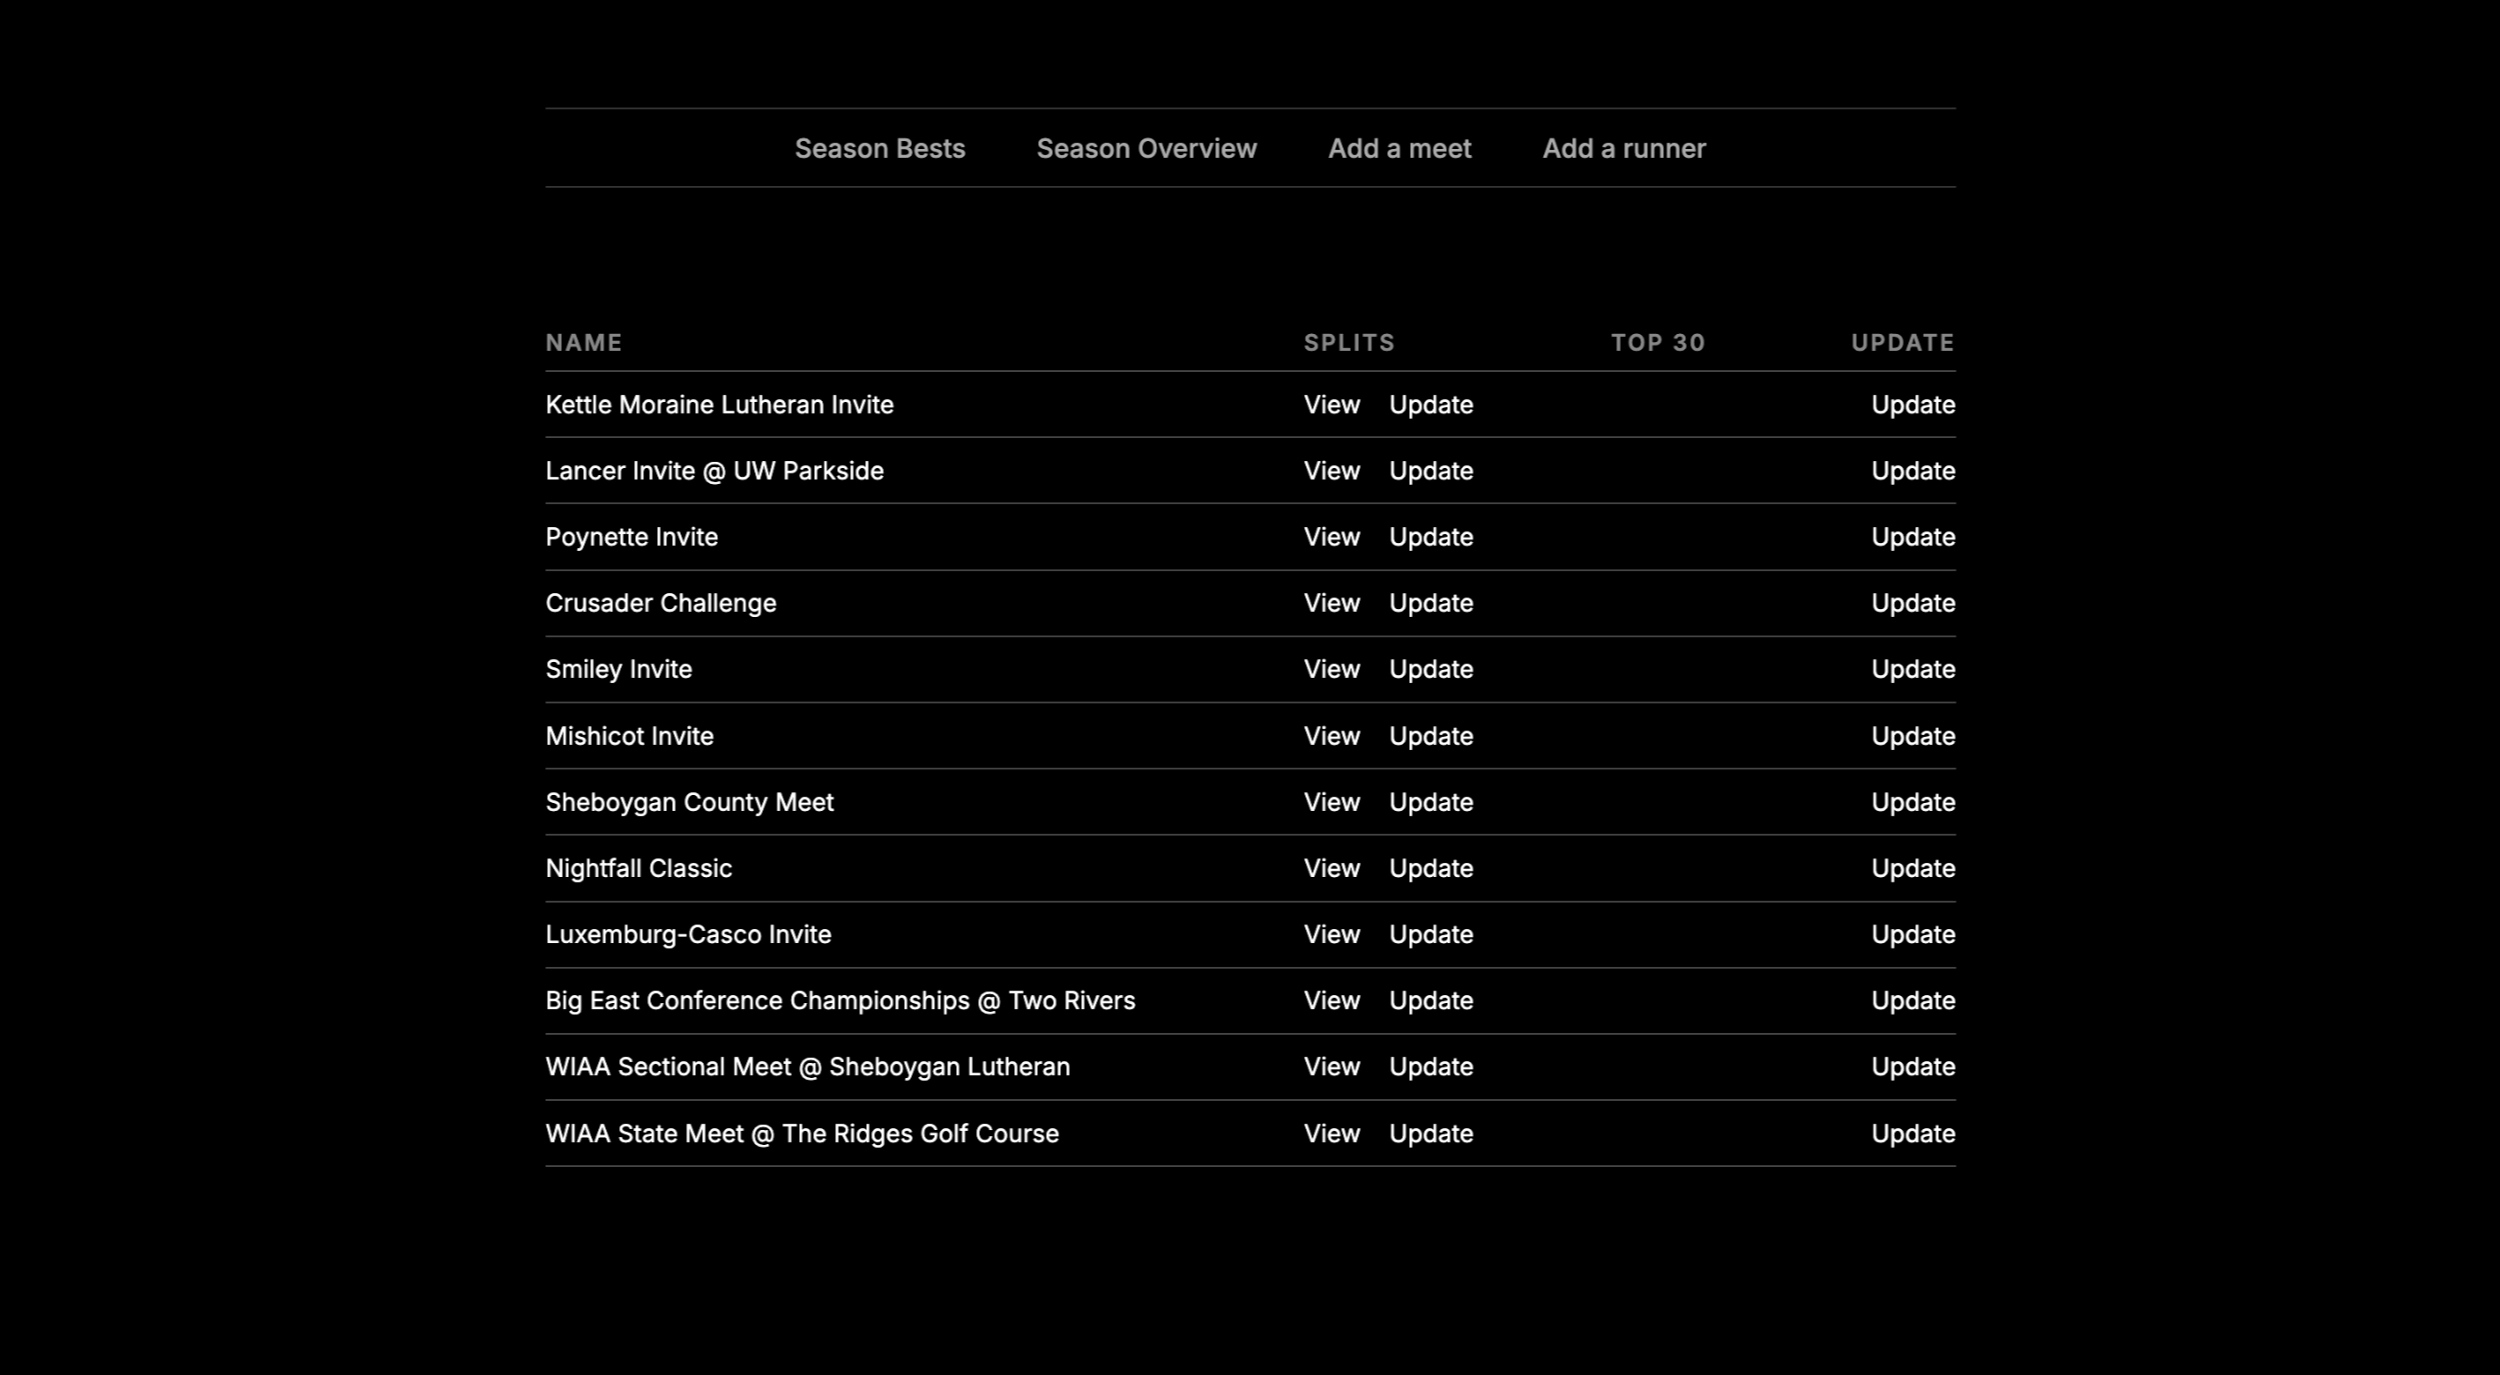 Season Bests Season Overview Add a meet Add a runner
NAME SPLITS TOP 30 UPDATE
Kettle Moraine Lutheran Invite View Update Update
Lancer Invite @ UW Parkside View Update Update
Poynette Invite View Update Update
Crusader Challenge View Update Update
Smiley Invite View Update Update
Mishicot Invite View Update Update
Sheboygan County Meet View Update Update
Nightfall Classic View Update Update
Luxemburg-Casco Invite View Update Update
Big East Conference Championships @ Two Rivers View Update Update
WIAA Sectional Meet @ Sheboygan Lutheran View Update Update
WIAA State Meet @ The Ridges Golf Course View Update Update